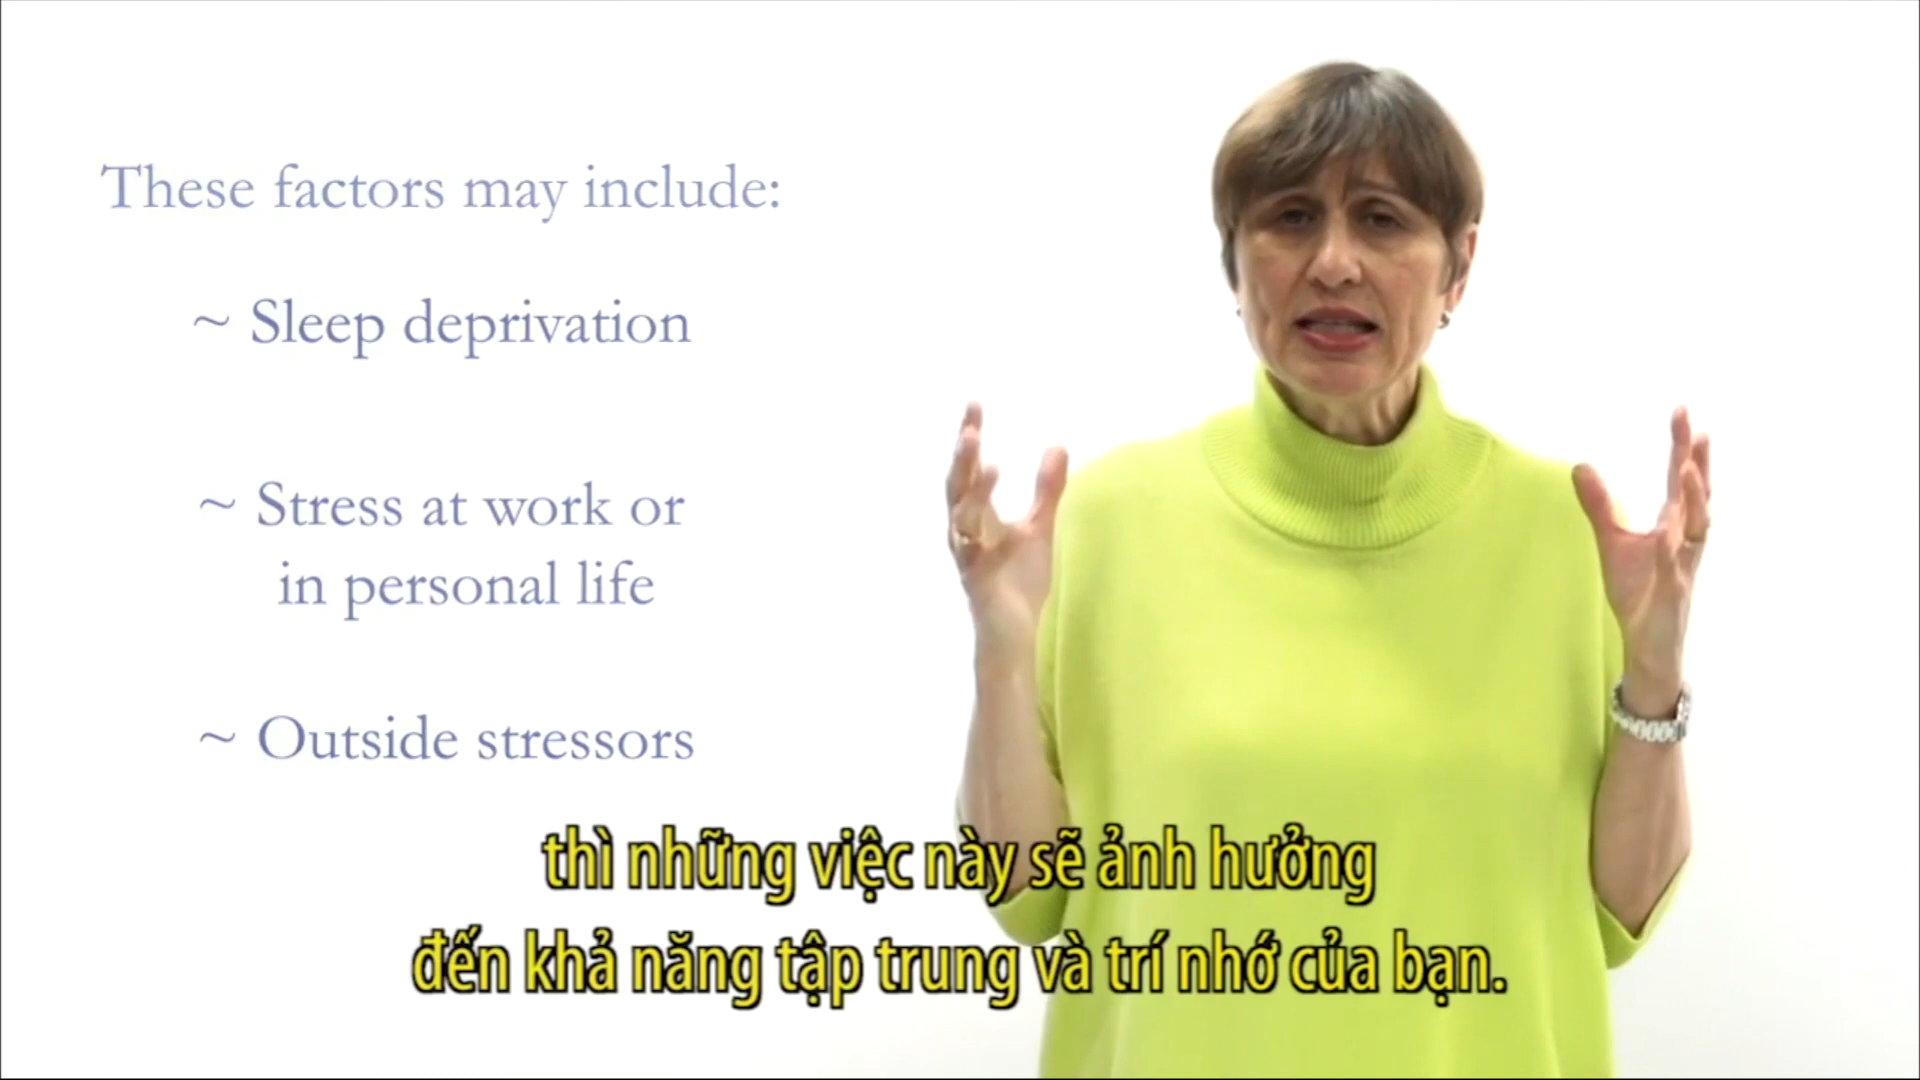 These factors may include:
~ Sleep deprivation
~ Stress at work or
in personal life
~ Outside stressors
thì những việc này sẽ ảnh hưởng
đến khả năng tập trung và trí nhớ của bạn.